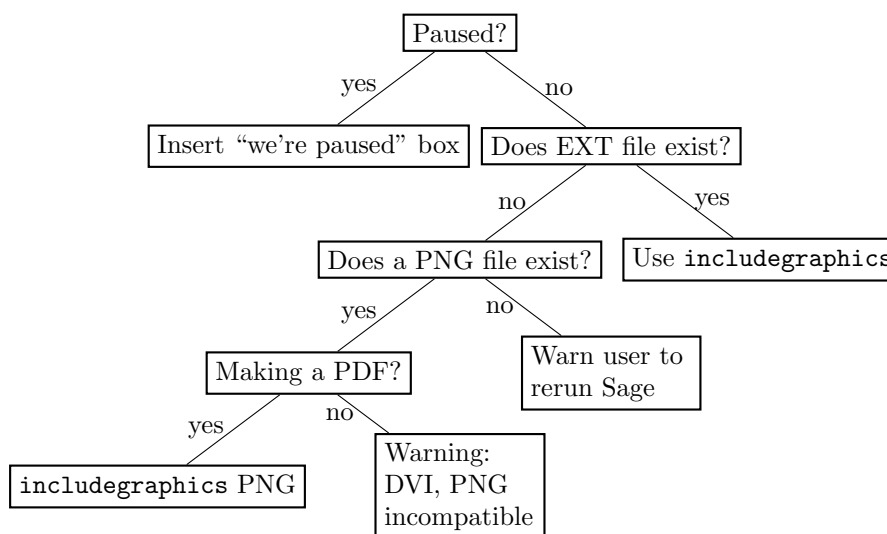 Paused?
yes
no
Insert “we’re paused” box
Does EXT file exist?
no
yes
Does a PNG file exist?
Use includegraphics
yes
no
Making a PDF?
Warn user to
rerun Sage
yes
no
includegraphics PNG
Warning:
DVI, PNG
incompatible